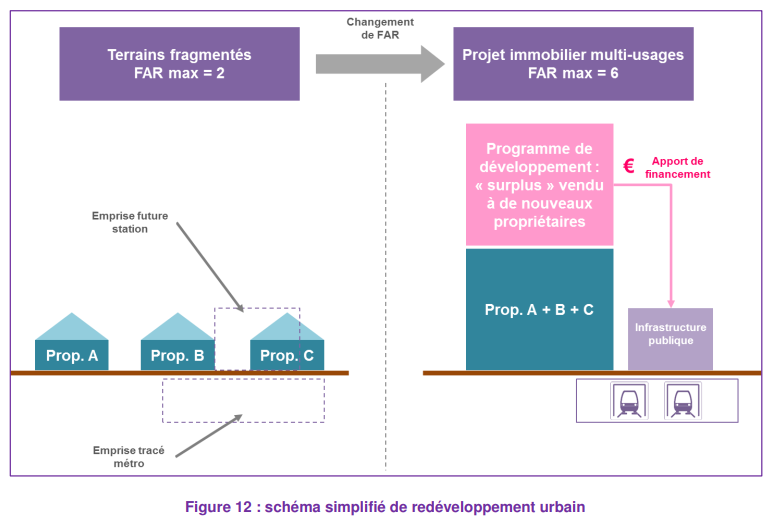 Terrains fragmentés
FAR max = 2
Changement
de FAR
Projet immobilier multi-usages
FAR max = 6
Emprise future
station
Prop. A
Prop. B
Prop. C
Emprise tracé
métro
Programme de
développement :
« surplus » vendu
à de nouveaux
propriétaires
€
Apport de
financement
Prop. A + B + C
Infrastructure
publique
Figure 12 : schéma simplifié de redéveloppement urbain